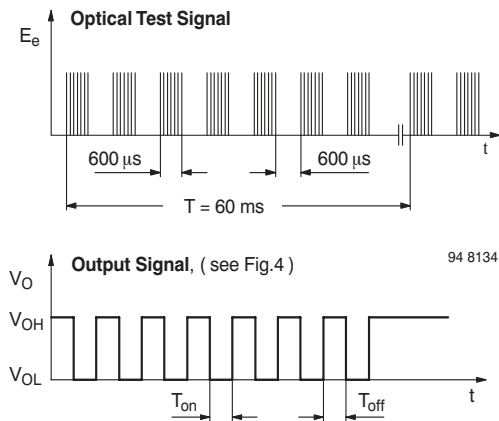 Optical Test Signal
Ee
t
600 µs
600 µs
T = 60 ms
Output Signal, ( see Fig.4 )
94 8134
VO
VOH
VOL
Ton
Toff
t